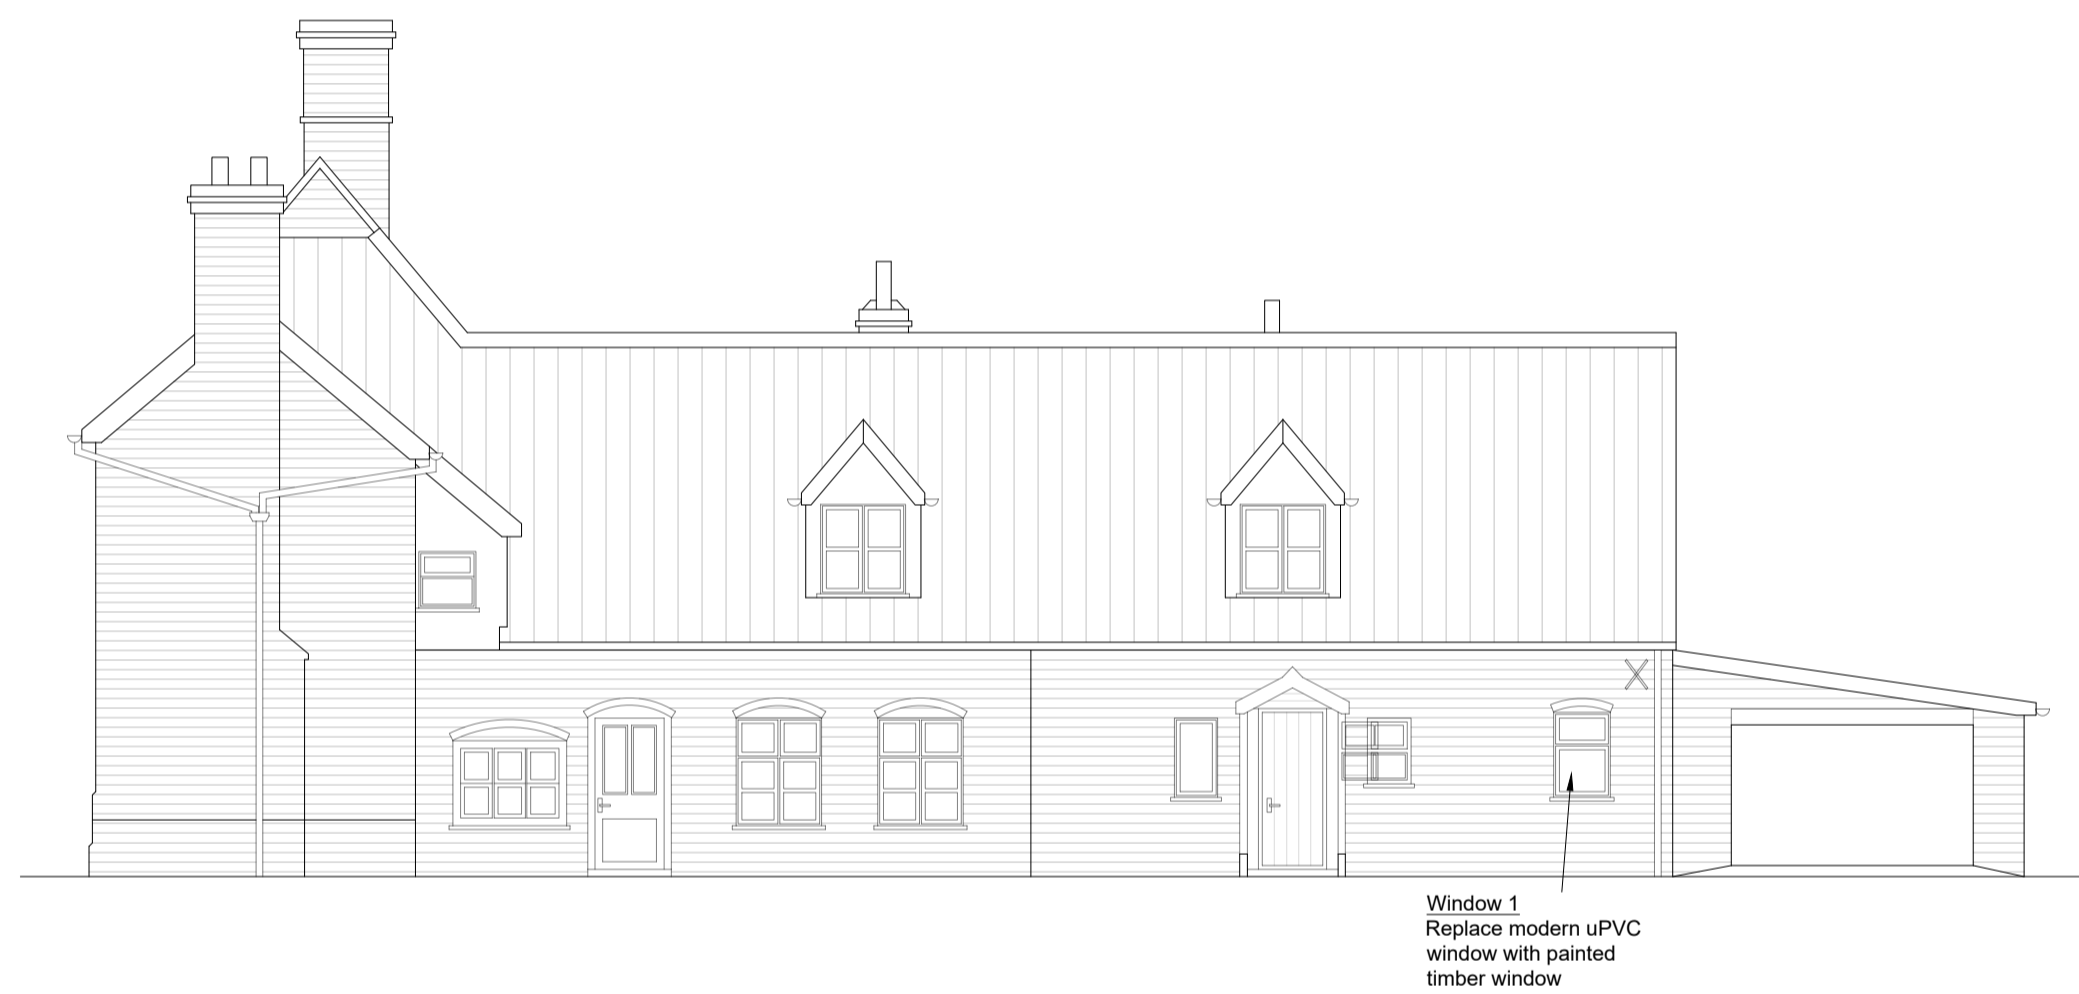 Window 1
Replace modern uPVC
window with painted
timber window